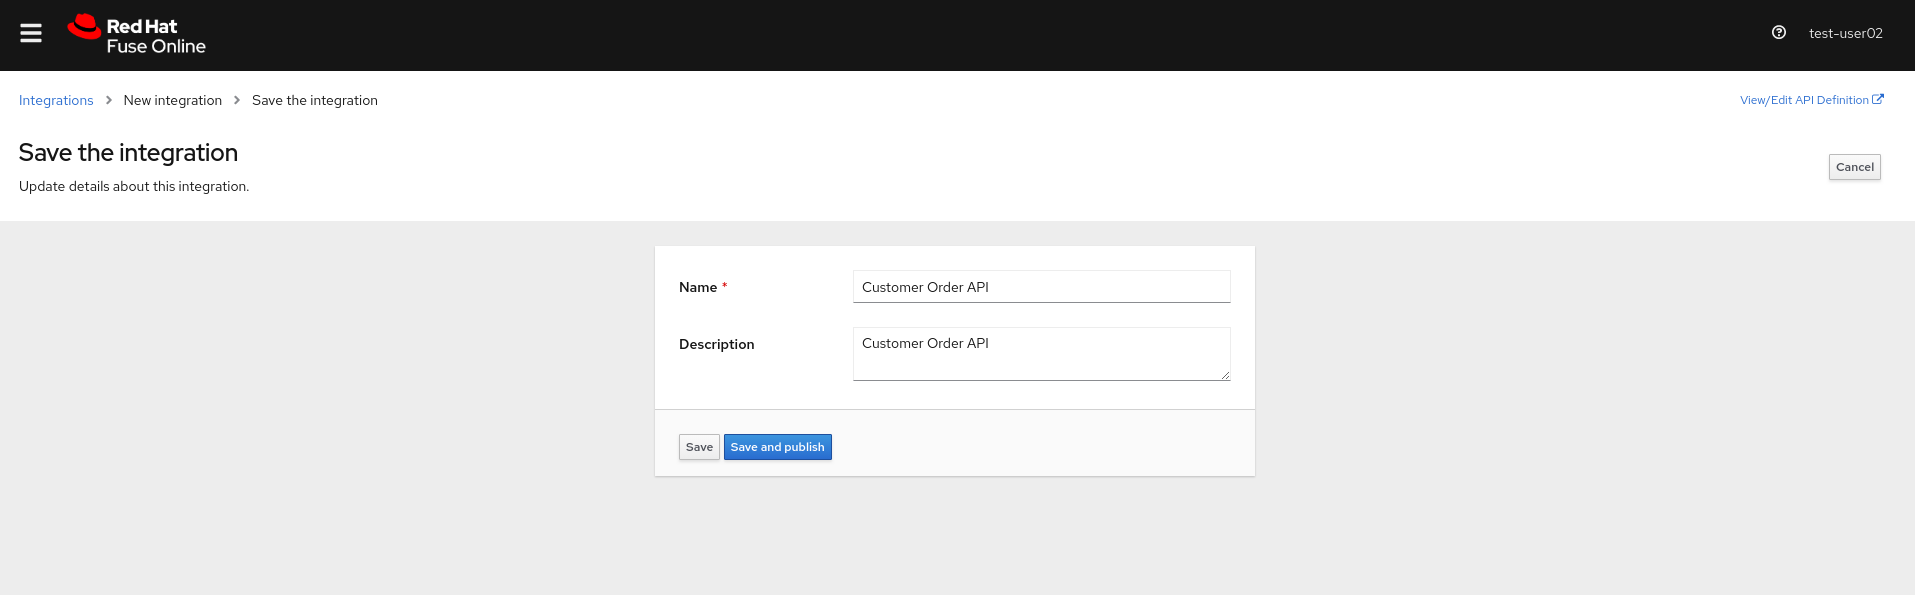 Red Hat
Fuse Online
test-user02
Integrations > New integration > Save the integration
View/Edit API Definition
Save the integration
Cancel
Update details about this integration.
Name *
Customer Order API
Description
Customer Order API
Save
Save and publish